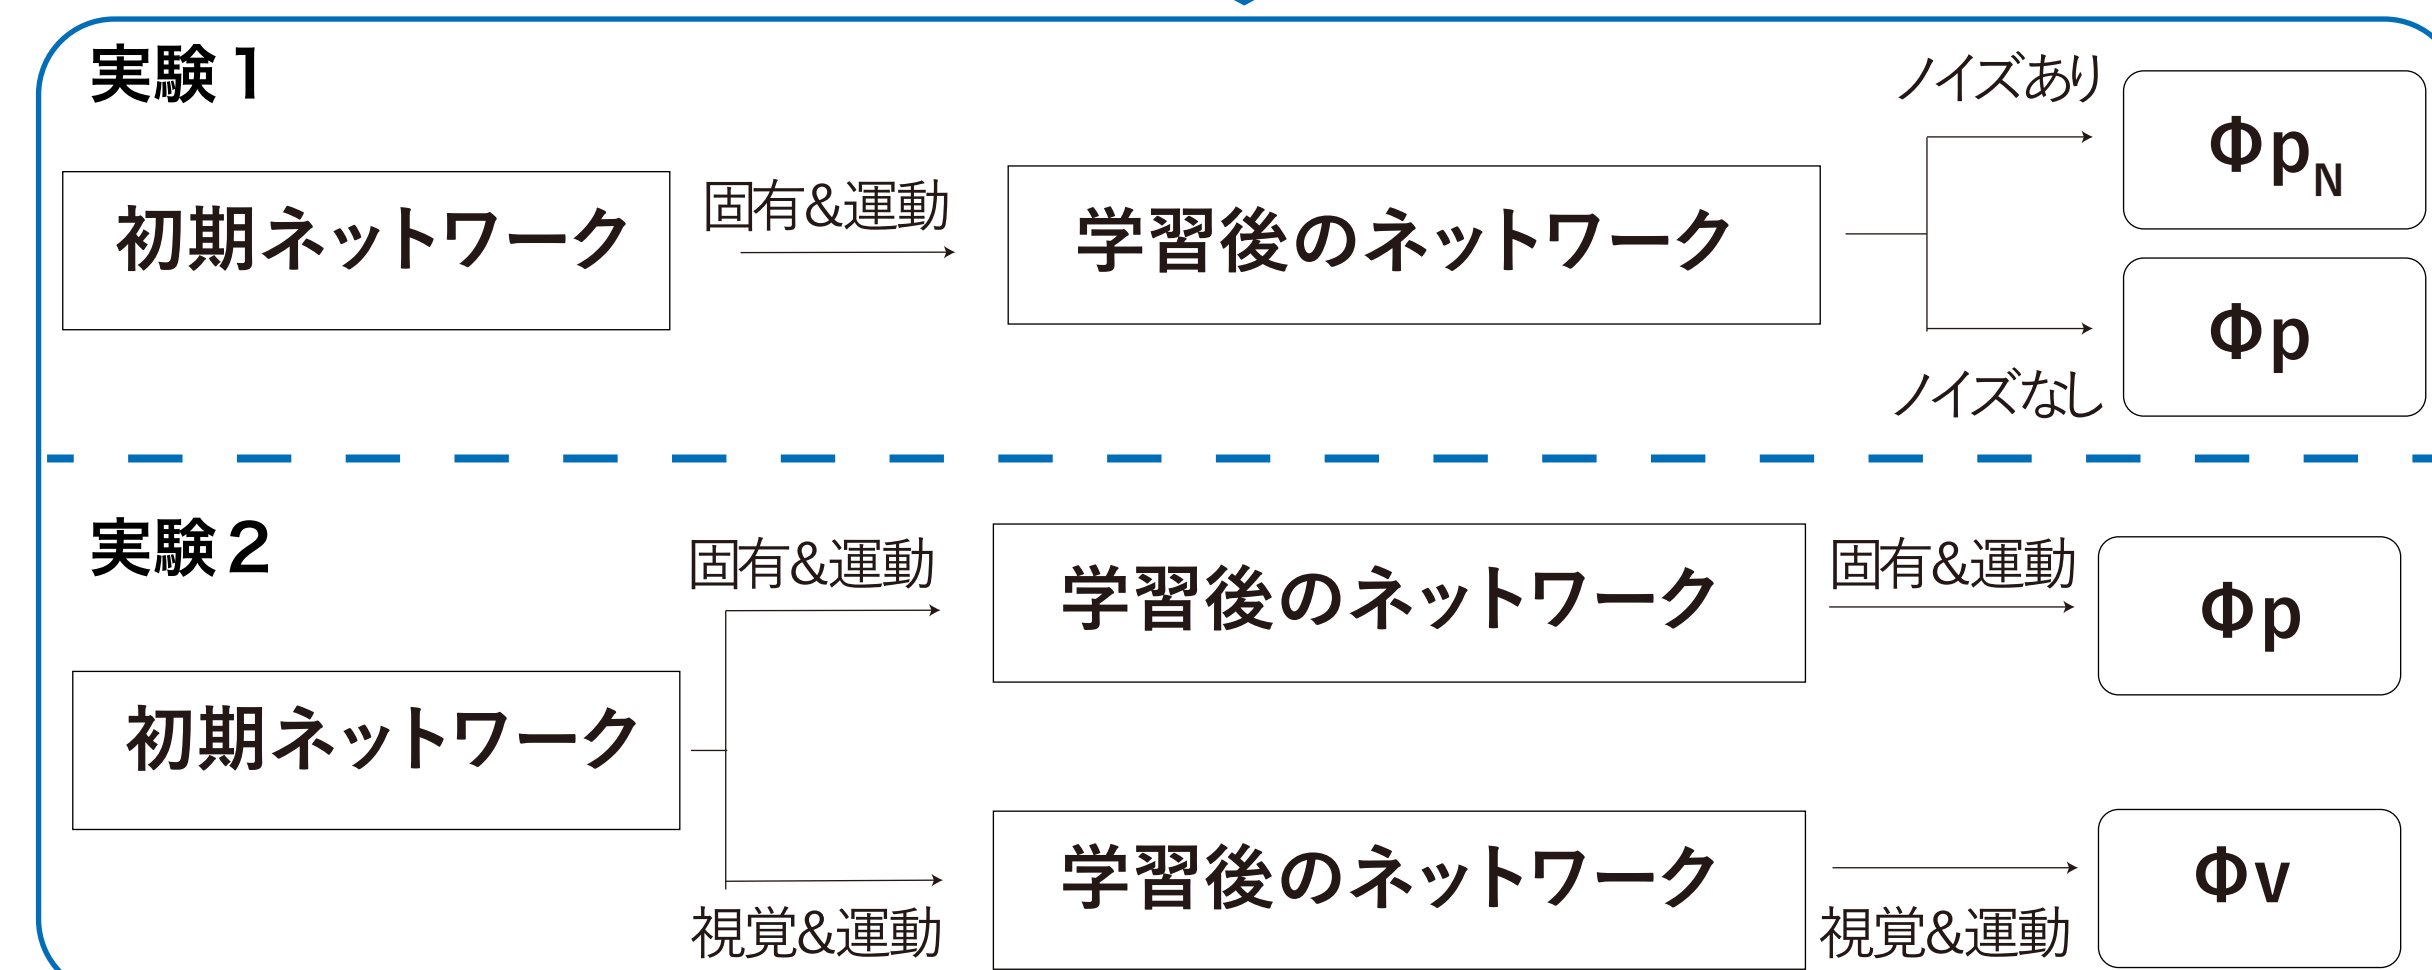 実験1
ノイズあり
初期ネットワーク
固有&運動
学習後のネットワーク
ΦpN
Φp
ノイズなし
実験2
固有&運動
学習後のネットワーク
固有&運動
Φp
初期ネットワーク
視覚&運動
学習後のネットワーク
視覚&運動
Φv